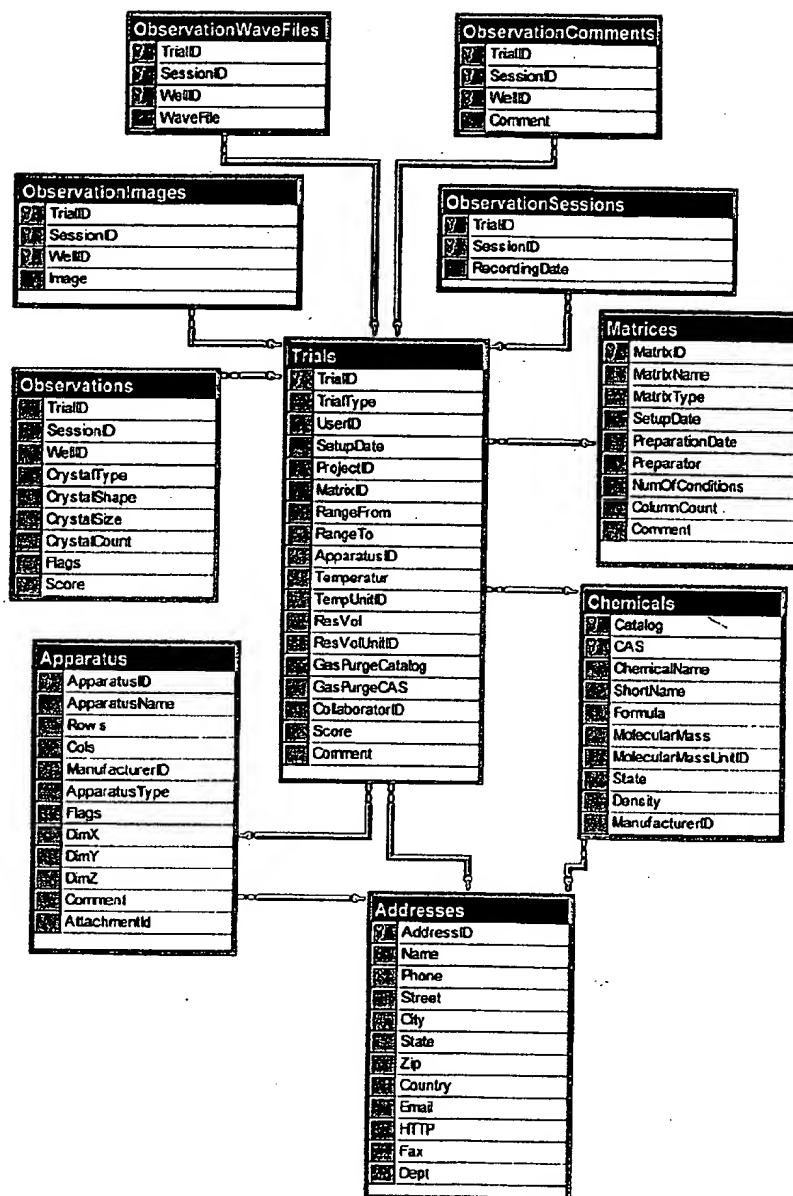 ObservationWaveFiles
TrialID
SessionID
WellID
WaveFile
ObservationComments
TrialID
SessionID
WellID
Comment
ObservationImages
TrialID
SessionID
WellID
Image
ObservationSessions
TrialID
SessionID
RecordingDate
Observations
TrialID
SessionID
WellID
CrystalType
CrystalShape
CrystalSize
CrystalCount
Flags
Score
Trials
TrialID
TrialType
UserID
SetupDate
ProjectID
MatrixID
RangeFrom
RangeTo
ApparatusID
Temperatur
TempUnitID
ResVol
ResVolUnitID
GasPurgeCatalog
GasPurgeCAS
CollaboratorID
Score
Comment
Matrices
MatrixID
MatrixName
MatrixType
SetupDate
PreparationDate
Preparator
NumOfConditions
ColumnCount
Comment
Chemicals
Catalog
CAS
ChemicalName
ShortName
Formula
MolecularMass
MolecularMassUnitID
State
Density
ManufacturerID
Apparatus
ApparatusID
ApparatusName
Rows
Cols
ManufacturerID
ApparatusType
Flags
DimX
DimY
DimZ
Comment
AttachmentId
Addresses
AddressID
Name
Phone
Street
City
State
Zip
Country
Email
HTTP
Fax
Dept